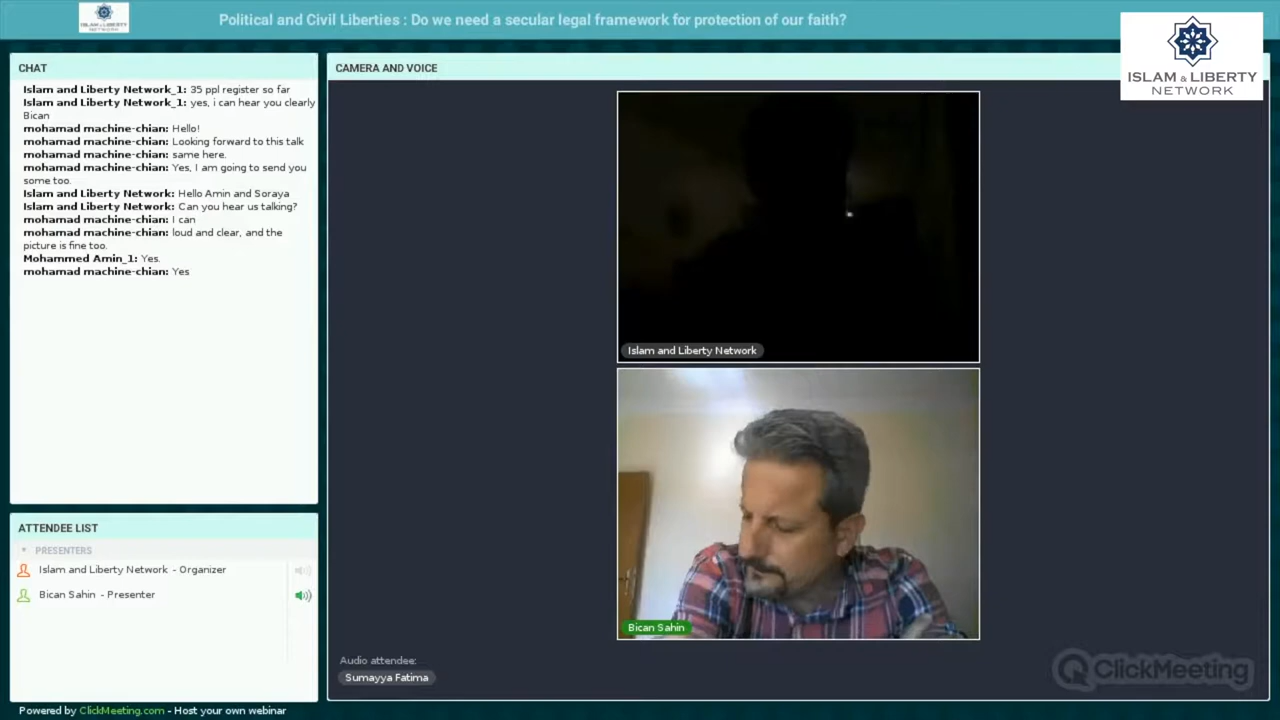 Political and Civil Liberties : Do we need a secular legal framework for protection of our faith?
ISLAM & LIBERTY
NETWORK
ISLAM & LIBERTY
NETWORK
CHAT
Islam and Liberty Network_1: 35 ppl register so far
Islam and Liberty Network_1: yes, i can hear you clearly
Bican
mohamad machine-chian: Hello!
mohamad machine-chian: Looking forward to this talk
mohamad machine-chian: same here.
mohamad machine-chian: Yes, I am going to send you
some too.
Islam and Liberty Network: Hello Amin and Soraya
Islam and Liberty Network: Can you hear us talking?
mohamad machine-chian: I can
mohamad machine-chian: loud and clear, and the
picture is fine too.
Mohammed Amin_1: Yes.
mohamad machine-chian: Yes
ATTENDEE LIST
PRESENTERS
Islam and Liberty Network - Organizer
Bican Sahin - Presenter
CAMERA AND VOICE
Islam and Liberty Network
Bican Sahin
Audio attendee:
Sumayya Fatima
ClickMeeting
Powered by ClickMeeting.com - Host your own webinar